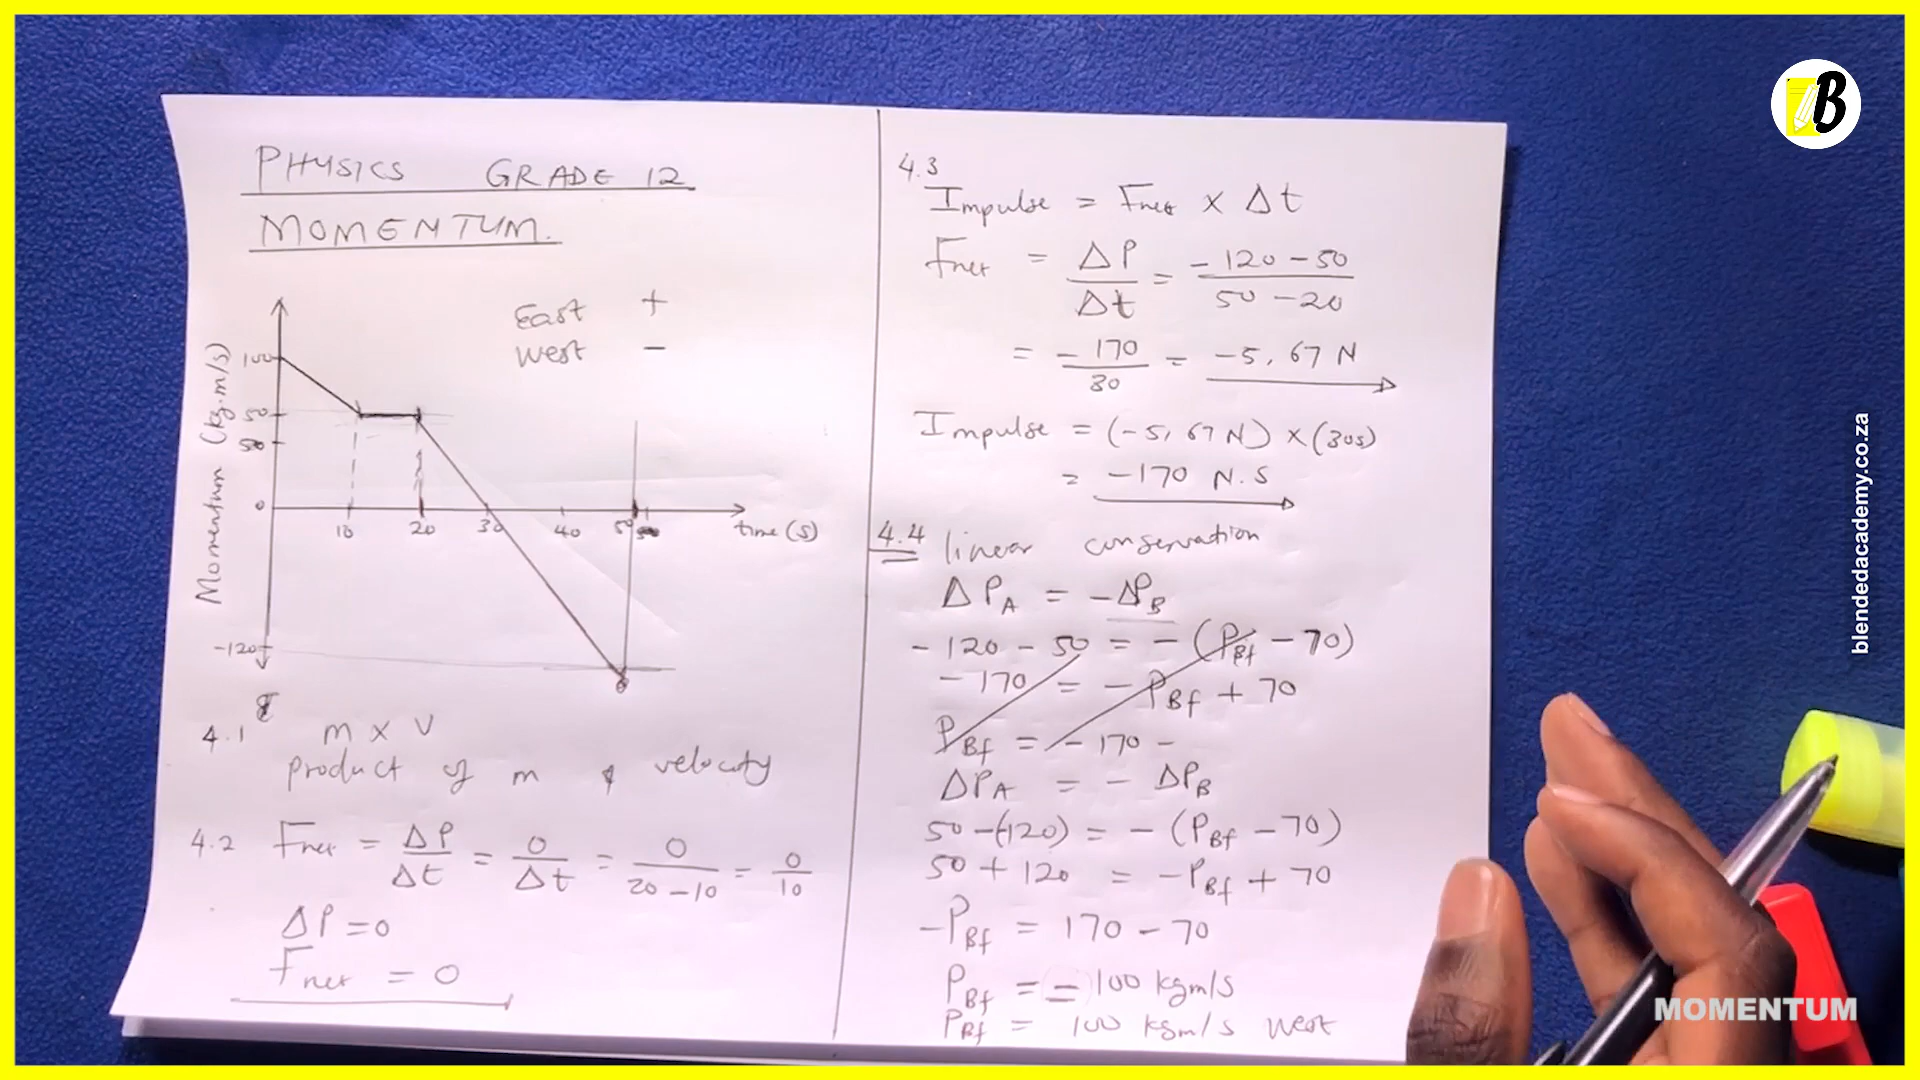 PHYSICS GRADE 12
MOMENTUM.
East +
West -
Momentum (kg.m/s)
100
50
50
0
-120
10 20 30 40 50
time (s)
4.1 m x v
product of m & velocity
4.2 Fnet = ΔP/Δt = 0/Δt = 0/20-10 = 0/10
ΔP = 0
Fnet = 0
4.3
Impulse = Fnet x Δt
Fnet = ΔP/Δt = -120-50/50-20
= -170/30 = -5,67 N
Impulse = (-5,67N) x (30s)
= -170 N.S
4.4 linear conservation
ΔPA = -ΔPB
-120 - 50 = -(PBf - 70)
-170 = -PBf + 70
PBf = -170 -
ΔPA = - ΔPB
50-(-120) = -(PBf - 70)
50 + 120 = -PBf + 70
-PBf = 170 - 70
PBf = - 100 kgm/s
PBf = 100 kgm/s west
B
blendedacademy.co.za
MOMENTUM